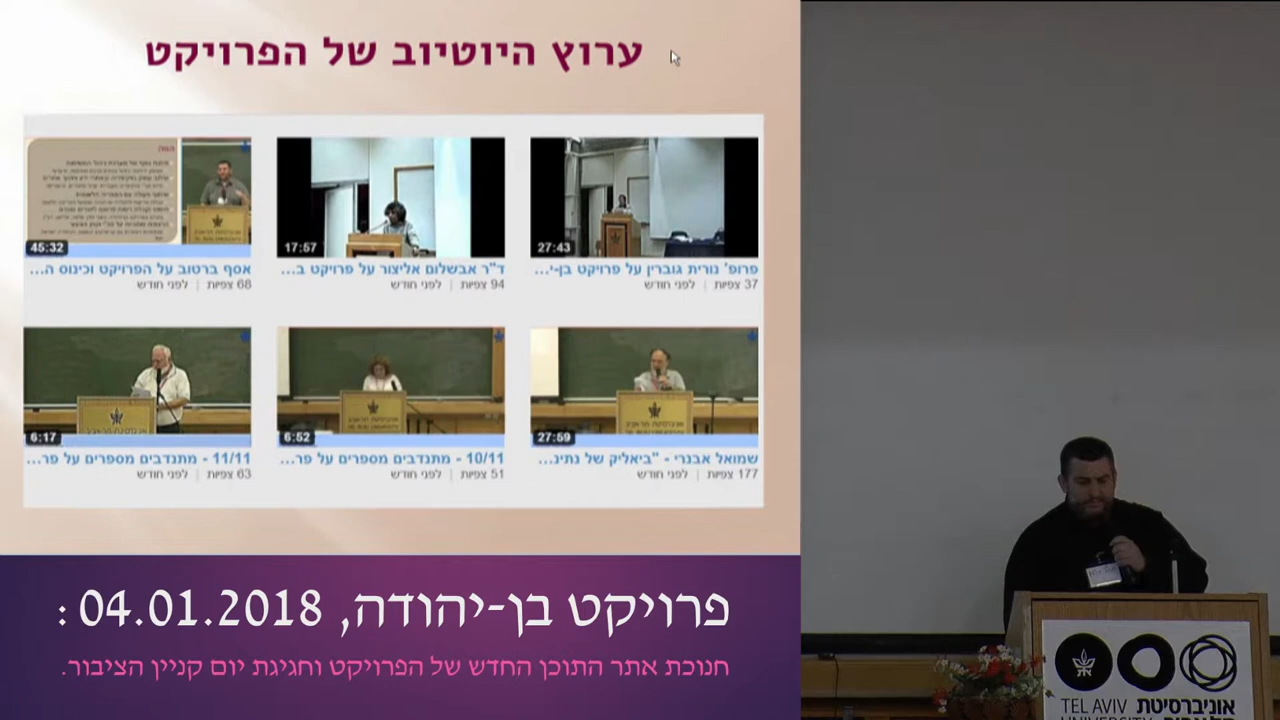 ערוץ היוטיוב של הפרויקט
27:43
17:57
45:32
פרופ' נורית גוברין על פרויקט בן-י...
ד"ר אבשלום אליצור על פרויקט ב...
אסף ברטוב על הפרויקט וכינוס ה...
37 צפיות | לפני חודש
94 צפיות | לפני חודש
68 צפיות | לפני חודש
27:59
6:52
6:17
שמואל אבנרי - "ביאליק של נתינ...
10/11 - מתנדבים מספרים על פר...
11/11 - מתנדבים מספרים על פר...
177 צפיות | לפני חודש
51 צפיות | לפני חודש
63 צפיות | לפני חודש
פרויקט בן-יהודה, 04.01.2018 :
חנוכת אתר התוכן החדש של הפרויקט וחגיגת יום קניין הציבור.
אוניברסיטת
TEL AVIV